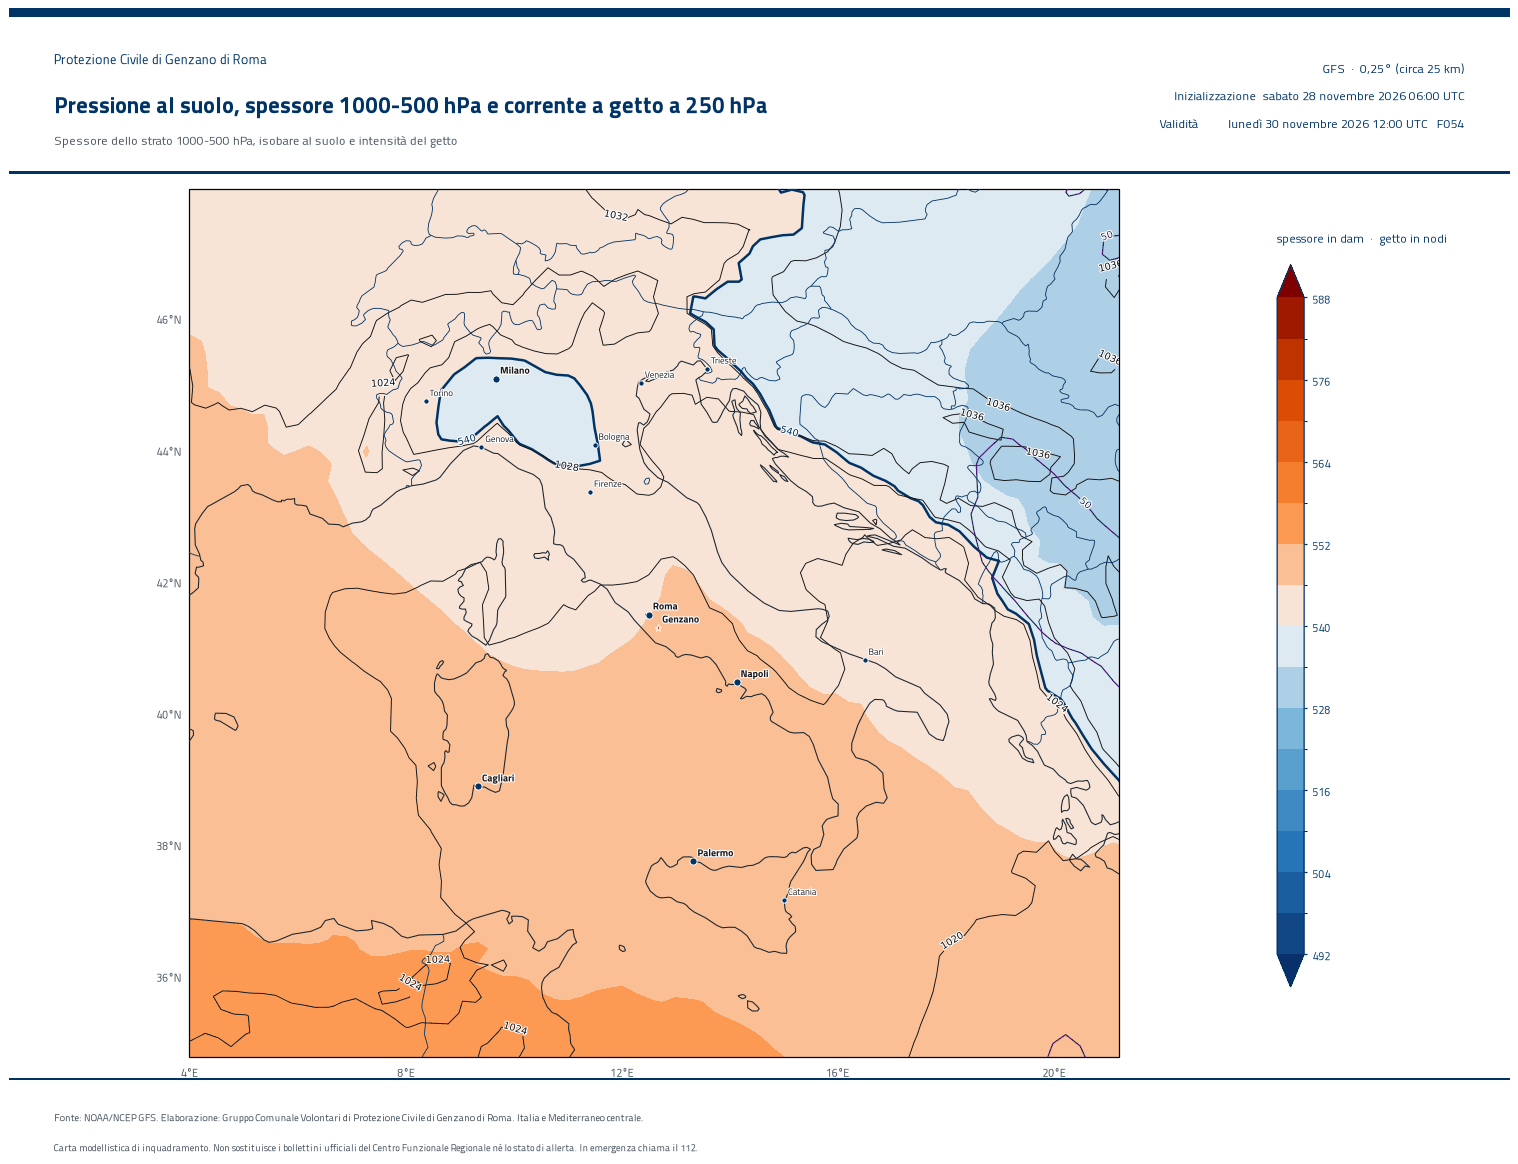 Protezione Civile di Genzano di Roma
Pressione al suolo, spessore 1000-500 hPa e corrente a getto a 250 hPa
Spessore dello strato 1000-500 hPa, isobare al suolo e intensità del getto
GFS · 0,25° (circa 25 km)
Inizializzazione sabato 28 novembre 2026 06:00 UTC
Validità lunedì 30 novembre 2026 12:00 UTC F054
spessore in dam · getto in nodi
588
576
564
552
540
528
516
504
492
46°N
44°N
42°N
40°N
38°N
36°N
4°E
8°E
12°E
16°E
20°E
1032
50
1036
1036
Trieste
Milano
Venezia
1024
Torino
1036
1036
540
540
Genova
Bologna
1036
1028
Firenze
50
Roma
Genzano
Bari
Napoli
1024
Cagliari
Palermo
Catania
1020
1024
1024
1024
Fonte: NOAA/NCEP GFS. Elaborazione: Gruppo Comunale Volontari di Protezione Civile di Genzano di Roma. Italia e Mediterraneo centrale.
Carta modellistica di inquadramento. Non sostituisce i bollettini ufficiali del Centro Funzionale Regionale né lo stato di allerta. In emergenza chiama il 112.